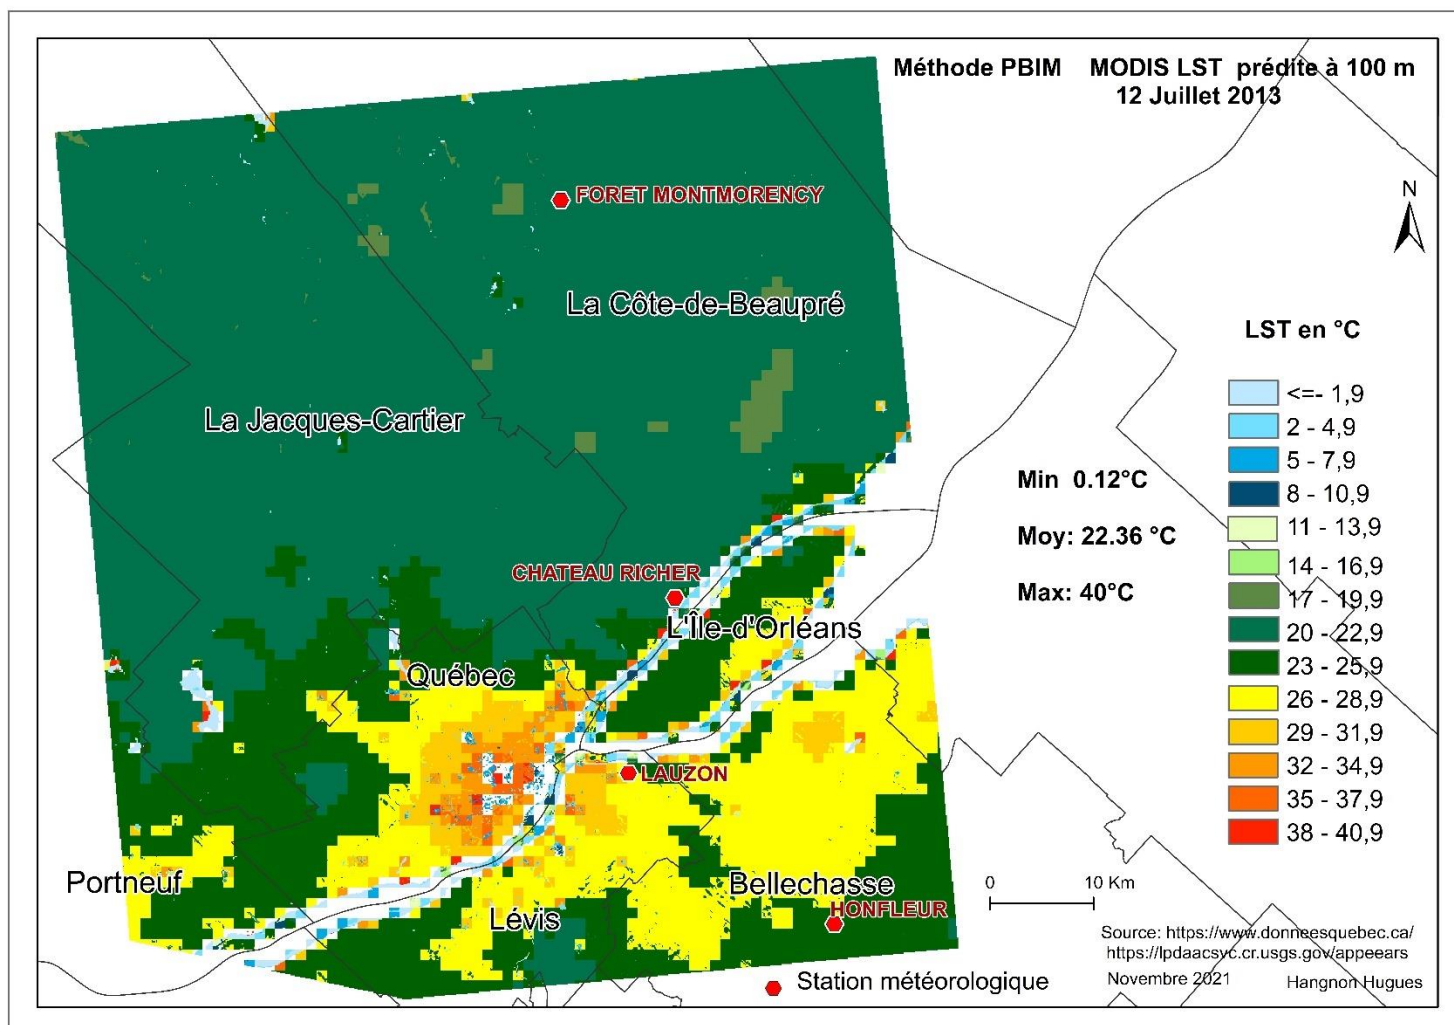 Méthode PBIM MODIS LST prédite à 100 m
12 Juillet 2013
N
FORET MONTMORENCY
La Côte-de-Beaupré
La Jacques-Cartier
CHATEAU RICHER
L'Île-d'Orléans
Québec
LAUZON
Portneuf
Lévis
Bellechasse
HONFLEUR
Min 0.12°C
Moy: 22.36 °C
Max: 40°C
LST en °C
<=- 1,9
2 - 4,9
5 - 7,9
8 - 10,9
11 - 13,9
14 - 16,9
17 - 19,9
20 - 22,9
23 - 25,9
26 - 28,9
29 - 31,9
32 - 34,9
35 - 37,9
38 - 40,9
0 10 Km
Source: https://www.donneesquebec.ca/
https://lpdaacsvc.cr.usgs.gov/appeears
Novembre 2021 Hangnon Hugues
Station météorologique